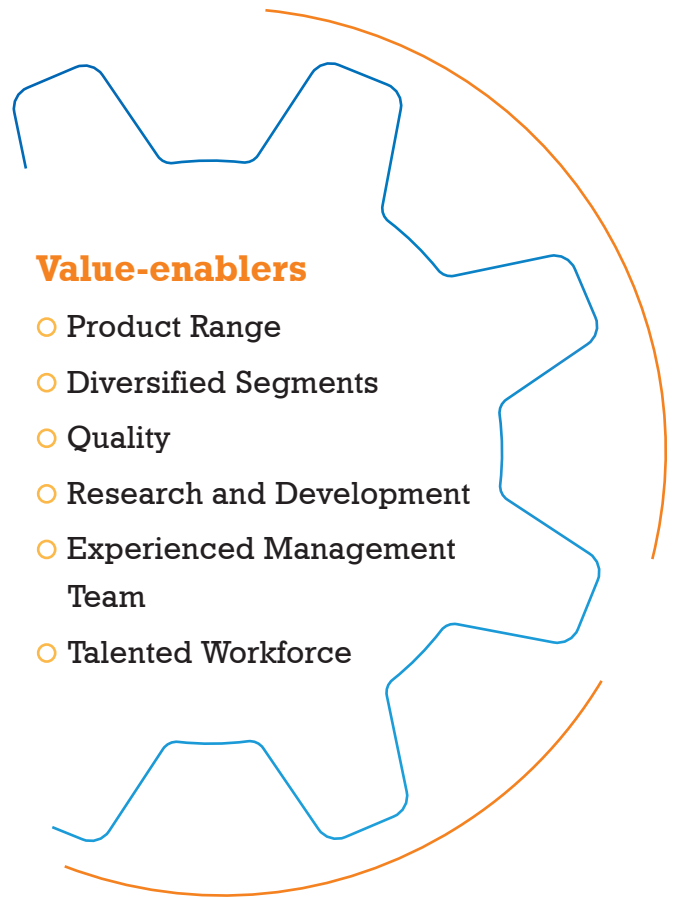 Value-enablers
Product Range
Diversified Segments
Quality
Research and Development
Experienced Management
Team
Talented Workforce